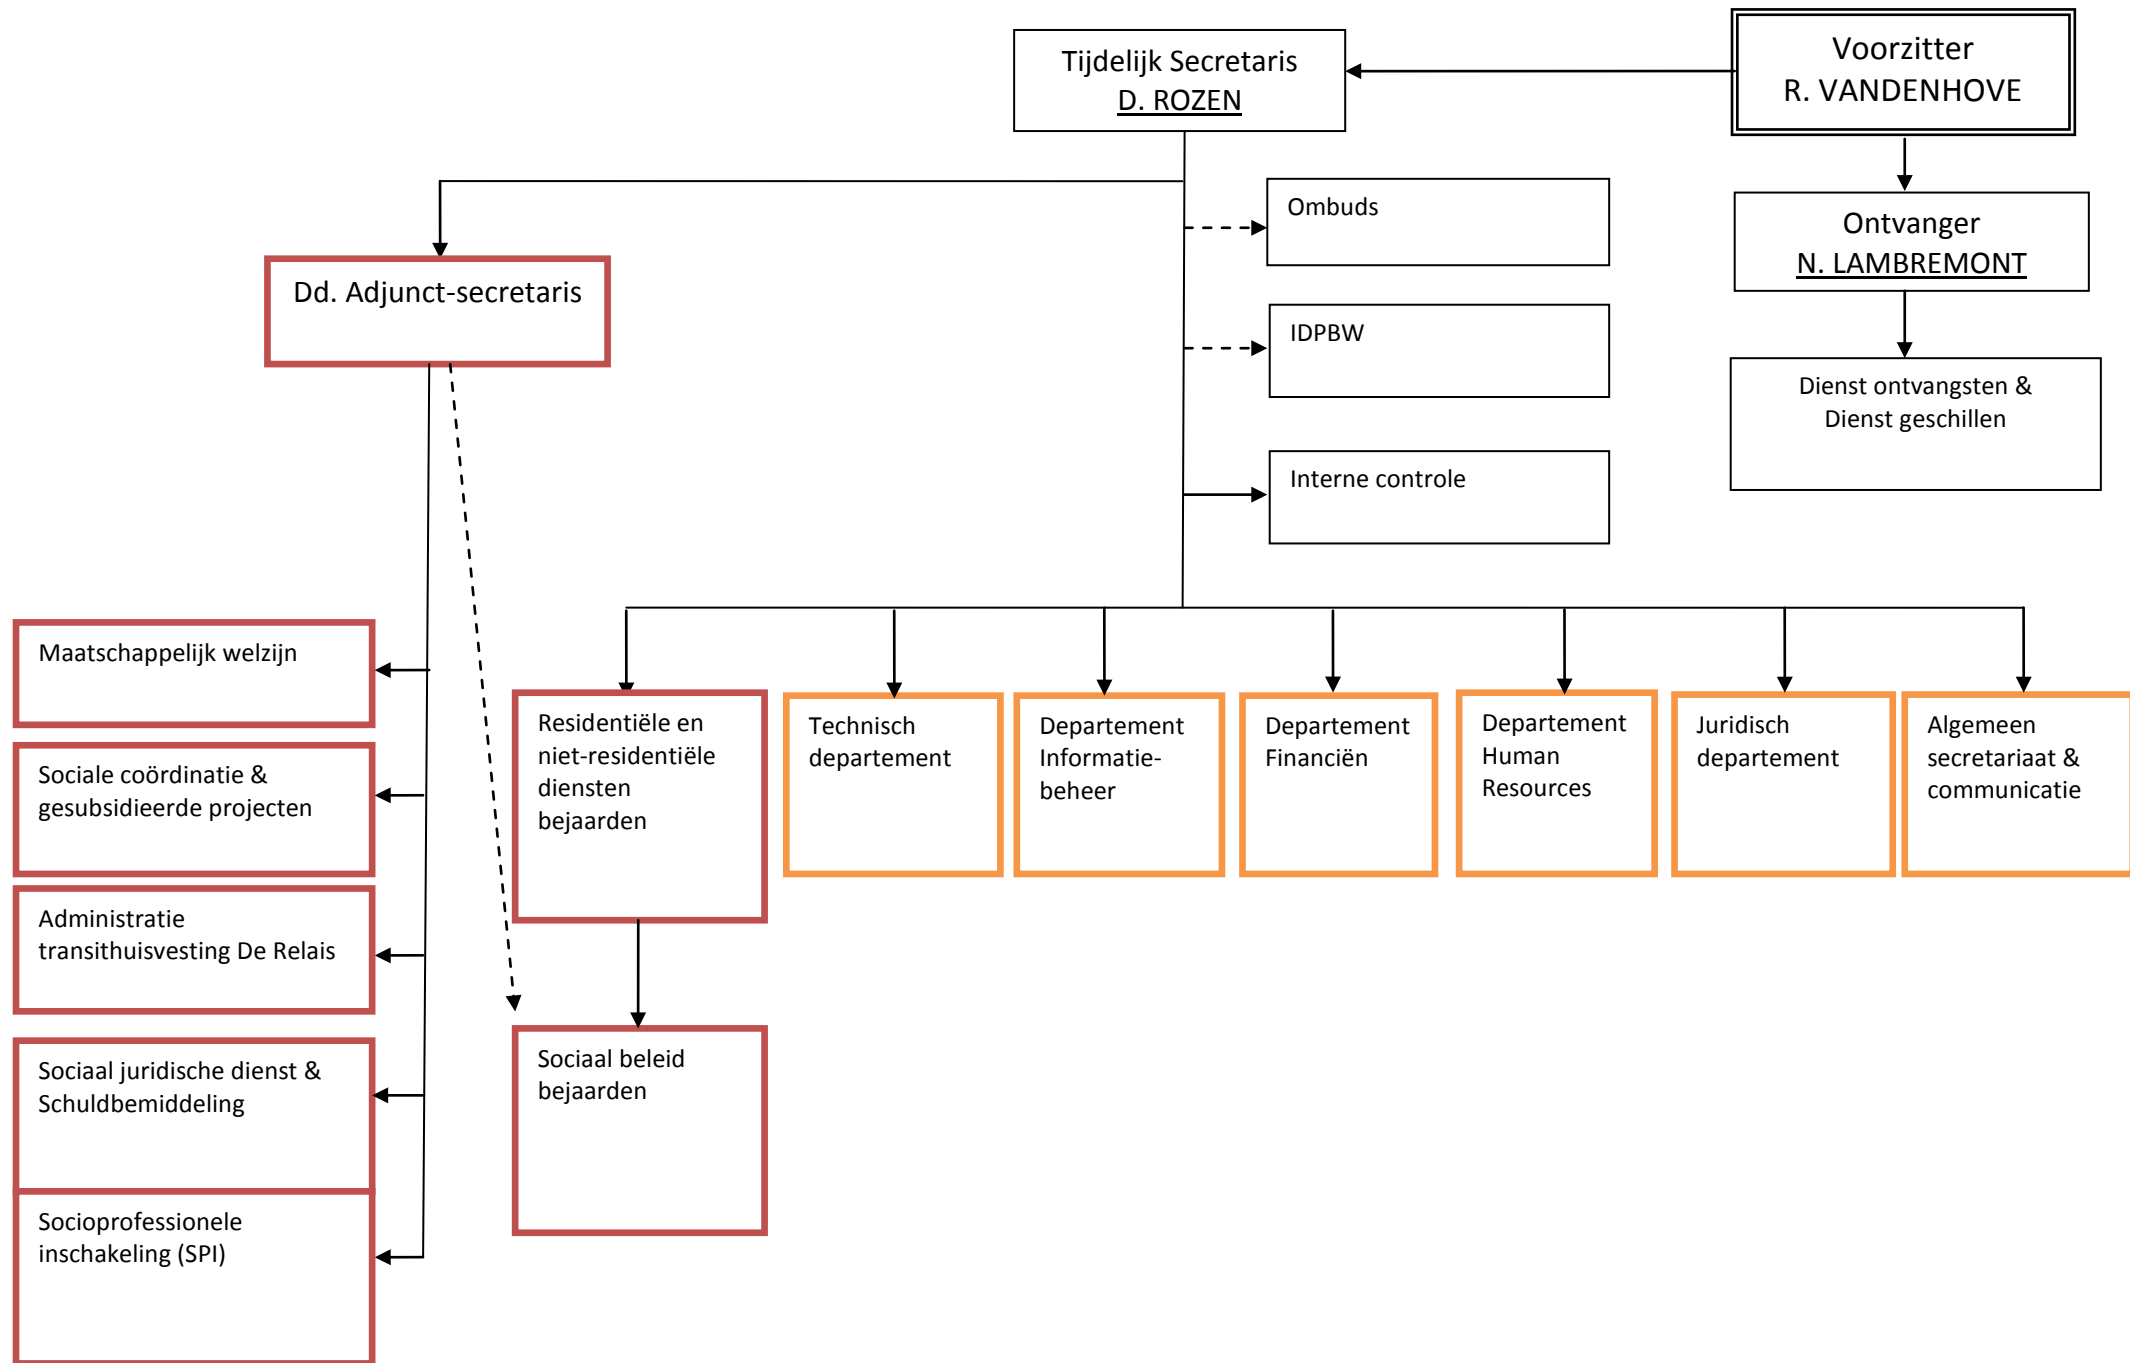 Tijdelijk Secretaris
D. ROZEN
Voorzitter
R. VANDENHOVE
Ombuds
Ontvanger
N. LAMBREMONT
Dd. Adjunct-secretaris
IDPBW
Dienst ontvangsten &
Dienst geschillen
Interne controle
Maatschappelijk welzijn
Sociale coördinatie &
gesubsidieerde projecten
Administratie
transithuisvesting De Relais
Sociaal juridische dienst &
Schuldbemiddeling
Socioprofessionele
inschakeling (SPI)
Residentiële en
niet-residentiële
diensten
bejaarden
Sociaal beleid
bejaarden
Technisch
departement
Departement
Informatie-
beheer
Departement
Financiën
Departement
Human
Resources
Juridisch
departement
Algemeen
secretariaat &
communicatie